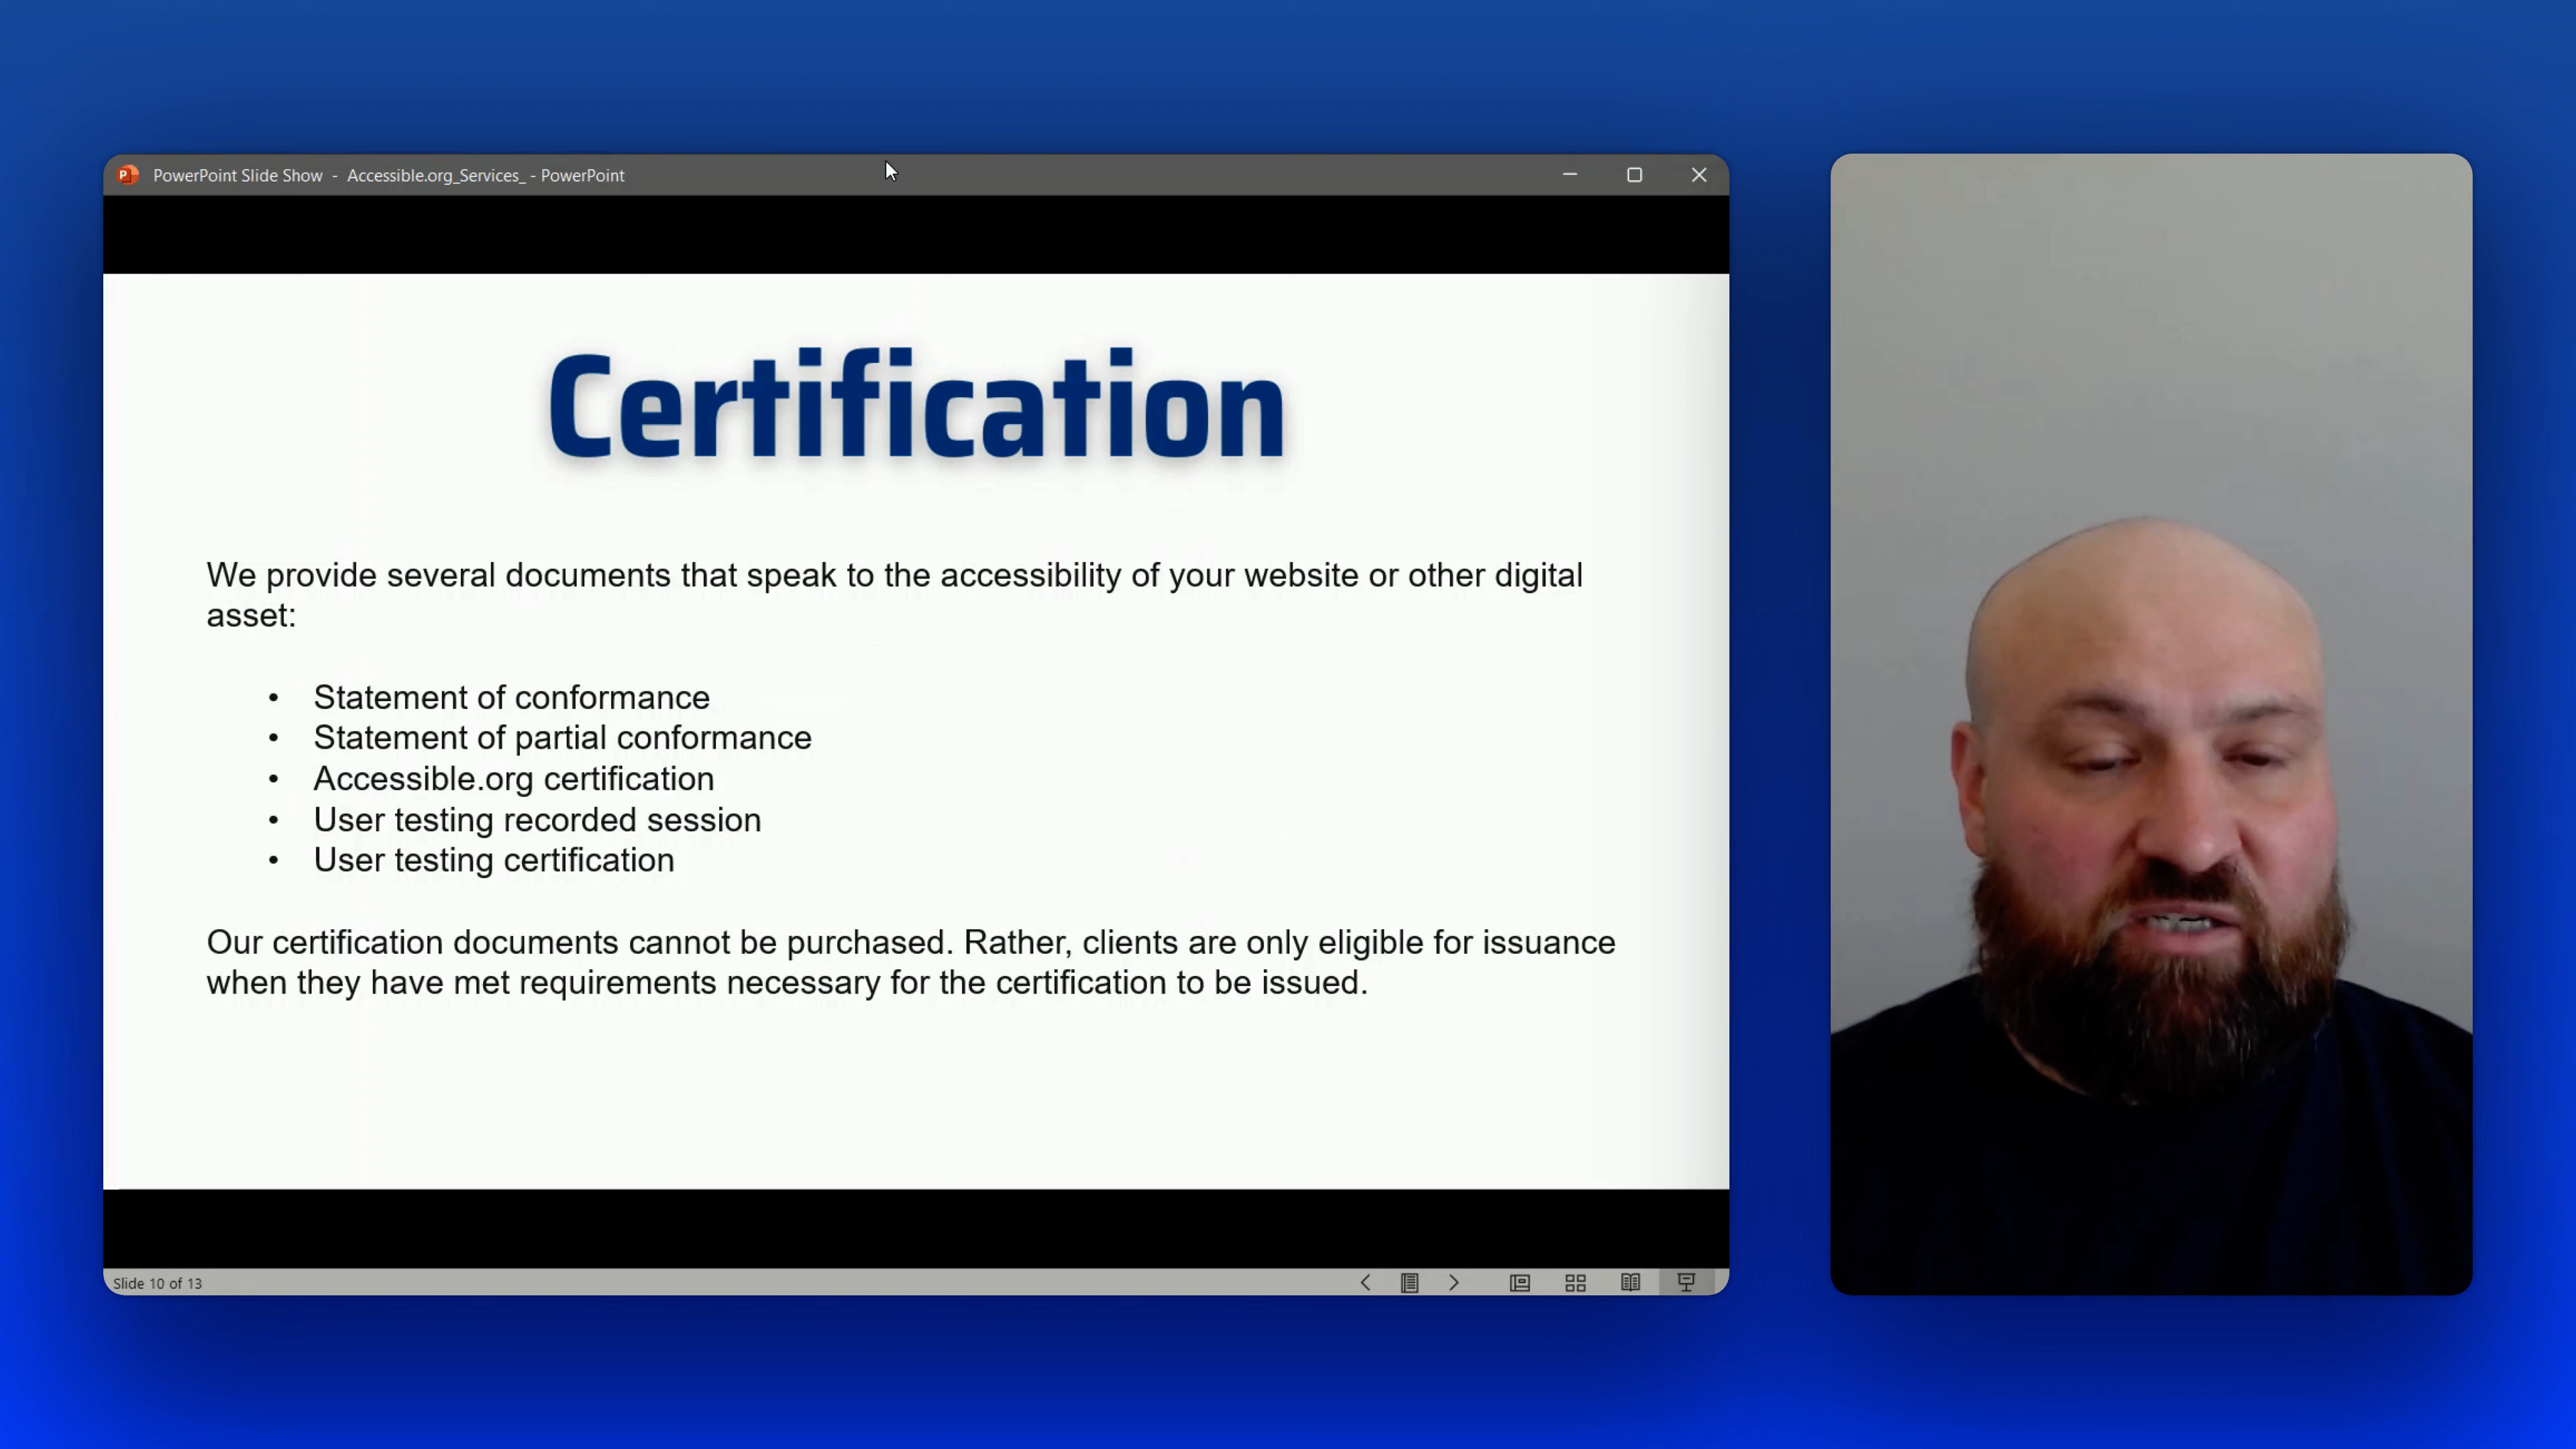 PowerPoint Slide Show - Accessible.org_Services_ - PowerPoint
Certification
We provide several documents that speak to the accessibility of your website or other digital
asset:
• Statement of conformance
• Statement of partial conformance
• Accessible.org certification
• User testing recorded session
• User testing certification
Our certification documents cannot be purchased. Rather, clients are only eligible for issuance
when they have met requirements necessary for the certification to be issued.
Slide 10 of 13